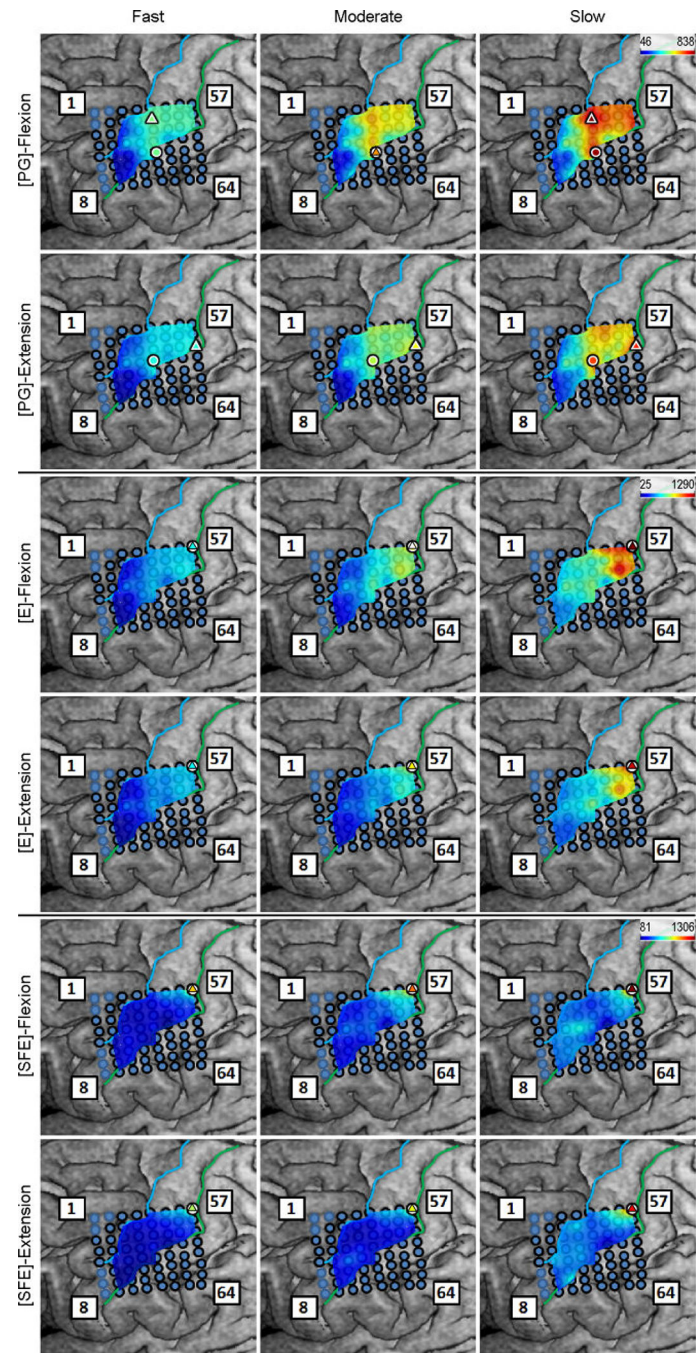 Fast Moderate Slow
[PG]-Flexion
1 57 8 64
1 57 8 64
46 838
1 57 8 64
[PG]-Extension
1 57 8 64
1 57 8 64
1 57 8 64
[E]-Flexion
1 57 8 64
1 57 8 64
25 1290
1 57 8 64
[E]-Extension
1 57 8 64
1 57 8 64
1 57 8 64
[SFE]-Flexion
1 57 8 64
1 57 8 64
81 1306
1 57 8 64
[SFE]-Extension
1 57 8 64
1 57 8 64
1 57 8 64